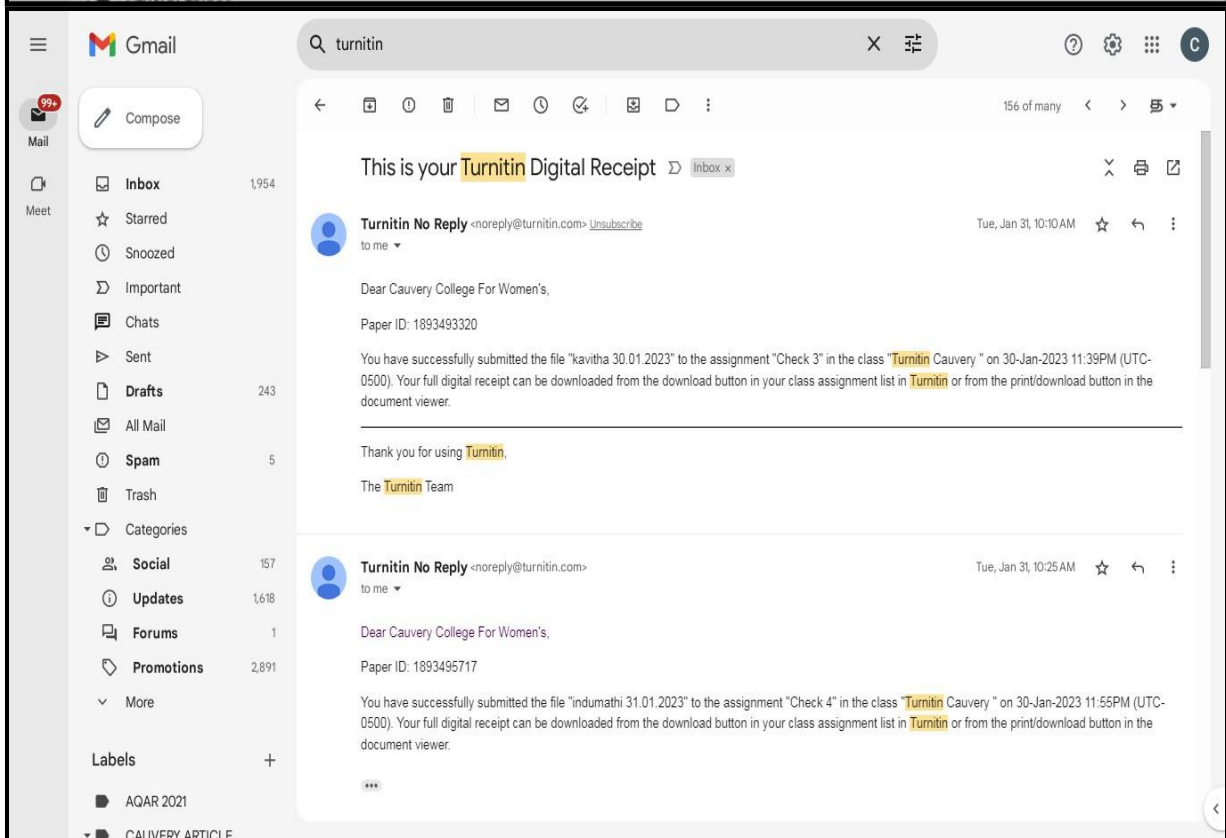 Gmail
turnitin
C
99+
Mail
Meet
Compose
Inbox 1,954
Starred
Snoozed
Important
Chats
Sent
Drafts 243
All Mail
Spam 5
Trash
Categories
Social 157
Updates 1,618
Forums 1
Promotions 2,891
More
Labels +
AQAR 2021
CAUVERY ARTICLE
156 of many
This is your Turnitin Digital Receipt Inbox x
Turnitin No Reply <noreply@turnitin.com> Unsubscribe Tue, Jan 31, 10:10 AM
to me
Dear Cauvery College For Women's,
Paper ID: 1893493320
You have successfully submitted the file "kavitha 30.01.2023" to the assignment "Check 3" in the class "Turnitin Cauvery " on 30-Jan-2023 11:39PM (UTC-
0500). Your full digital receipt can be downloaded from the download button in your class assignment list in Turnitin or from the print/download button in the
document viewer.
Thank you for using Turnitin,
The Turnitin Team
Turnitin No Reply <noreply@turnitin.com> Tue, Jan 31, 10:25 AM
to me
Dear Cauvery College For Women's,
Paper ID: 1893495717
You have successfully submitted the file "indumathi 31.01.2023" to the assignment "Check 4" in the class "Turnitin Cauvery " on 30-Jan-2023 11:55PM (UTC-
0500). Your full digital receipt can be downloaded from the download button in your class assignment list in Turnitin or from the print/download button in the
document viewer.